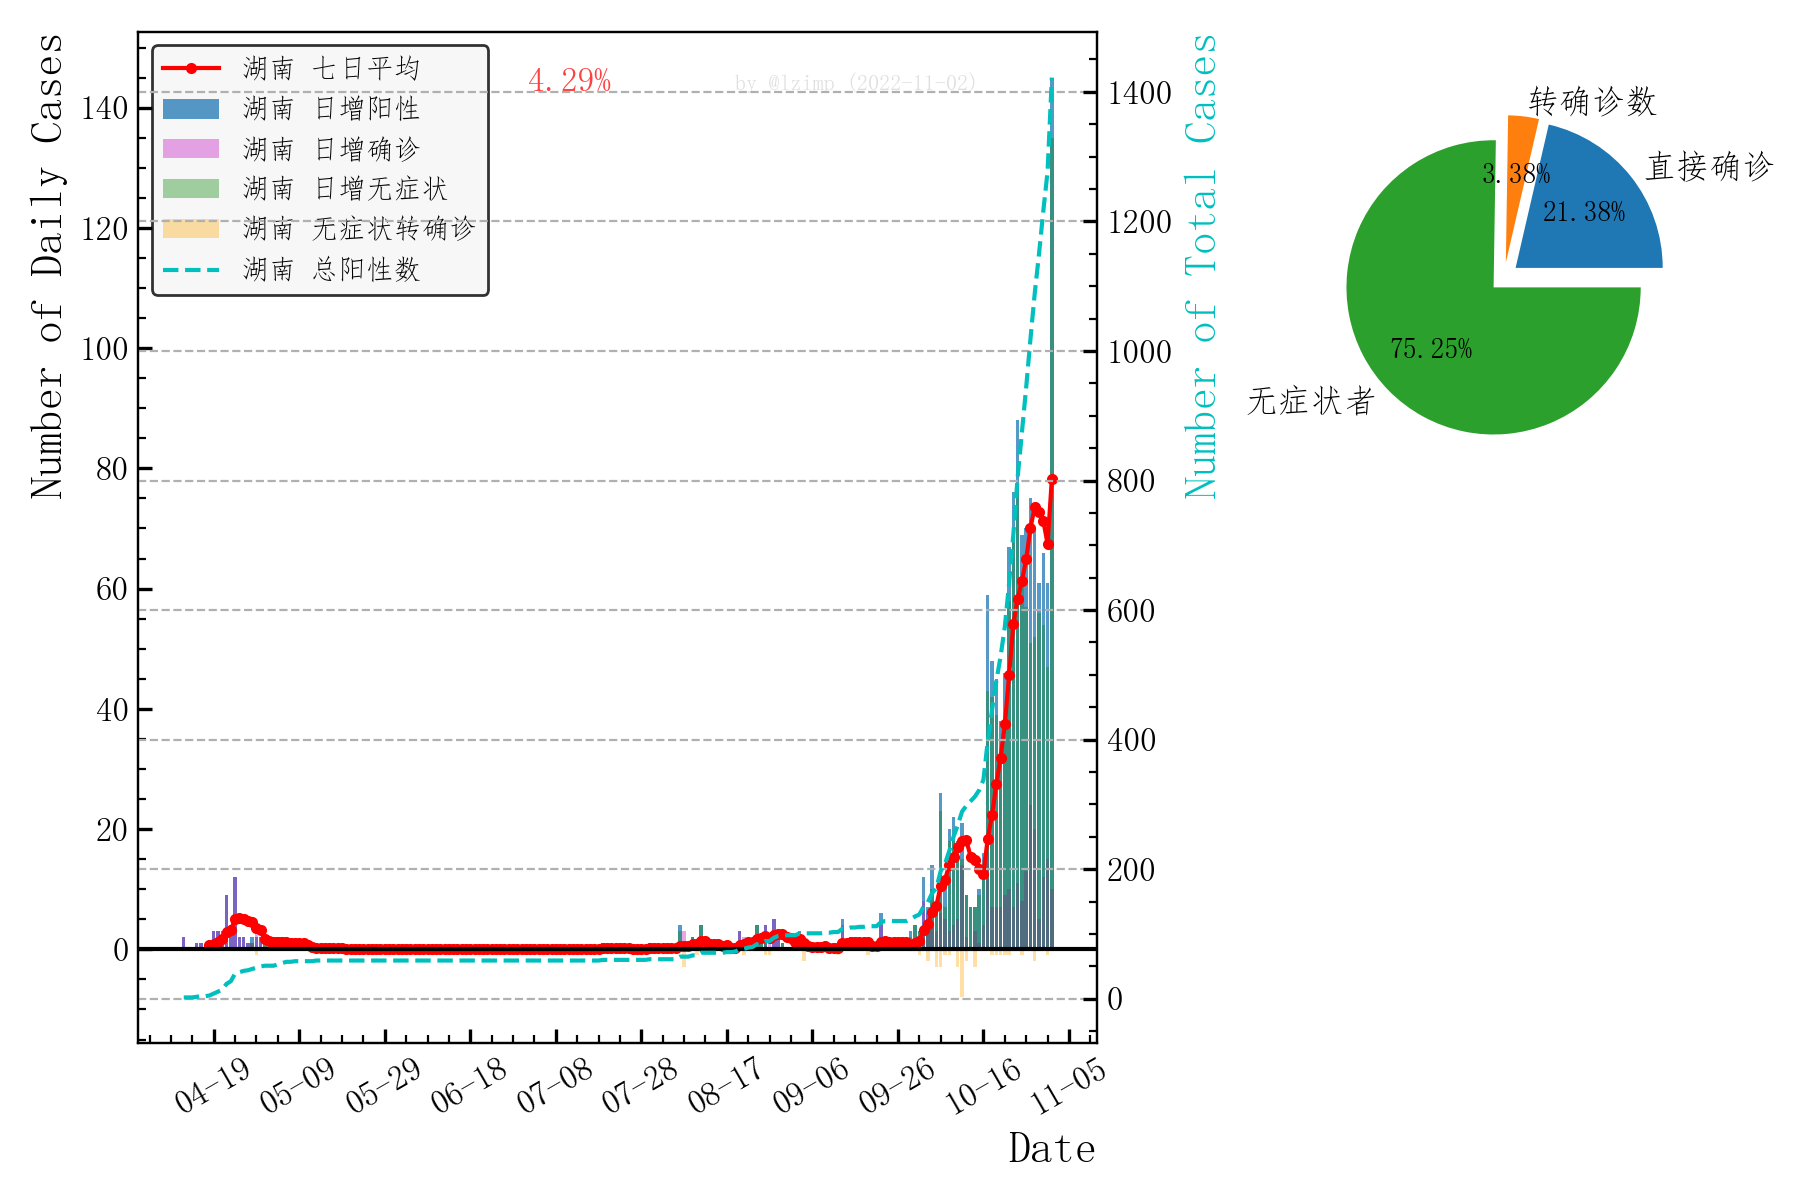 Number of Daily Cases
140
120
100
80
60
40
20
0
湖南 七日平均
湖南 日增阳性
湖南 日增确诊
湖南 日增无症状
湖南 无症状转确诊
湖南 总阳性数
4.29%
by @lzimp (2022-11-02)
1400
1200
1000
800
600
400
200
0
Number of Total Cases
04-19
05-09
05-29
06-18
07-08
07-28
08-17
09-06
09-26
10-16
11-05
Date
转确诊数
直接确诊
3.38%
21.38%
75.25%
无症状者